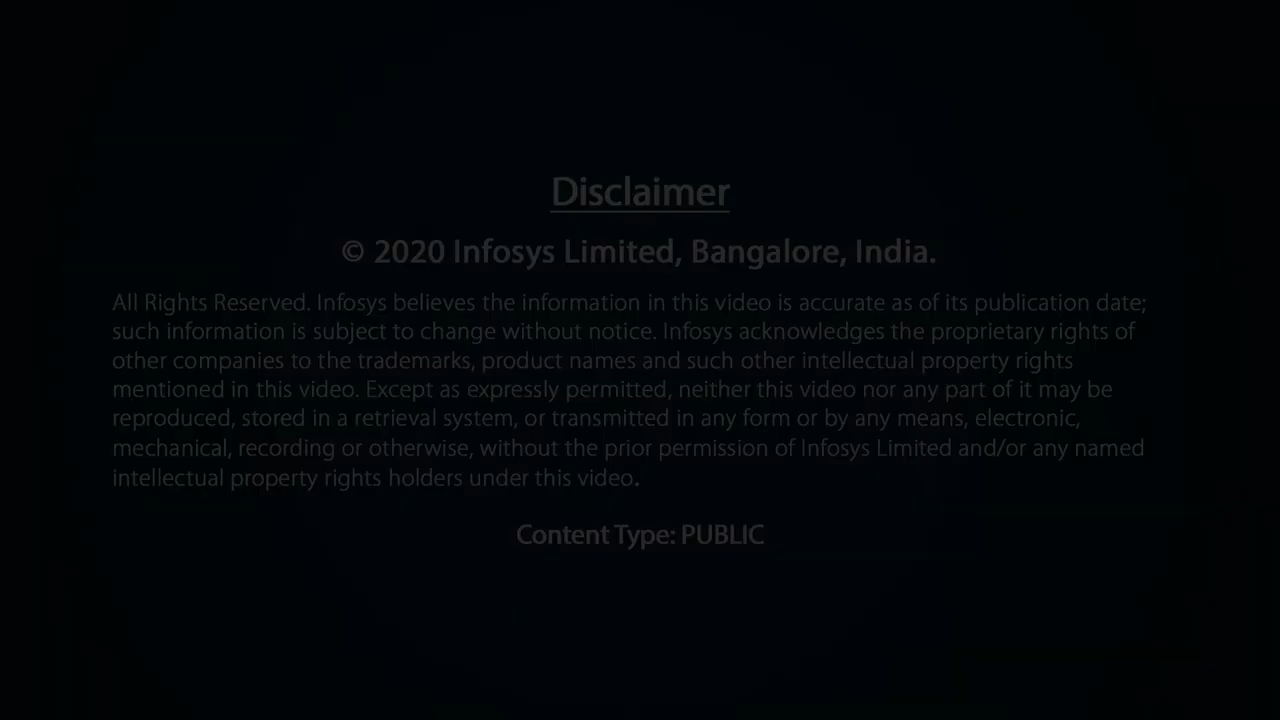 Disclaimer
© 2020 Infosys Limited, Bangalore, India.
All Rights Reserved. Infosys believes the information in this video is accurate as of its publication date;
such information is subject to change without notice. Infosys acknowledges the proprietary rights of
other companies to the trademarks, product names and such other intellectual property rights
mentioned in this video. Except as expressly permitted, neither this video nor any part of it may be
reproduced, stored in a retrieval system, or transmitted in any form or by any means, electronic,
mechanical, recording or otherwise, without the prior permission of Infosys Limited and/or any named
intellectual property rights holders under this video.
Content Type: PUBLIC